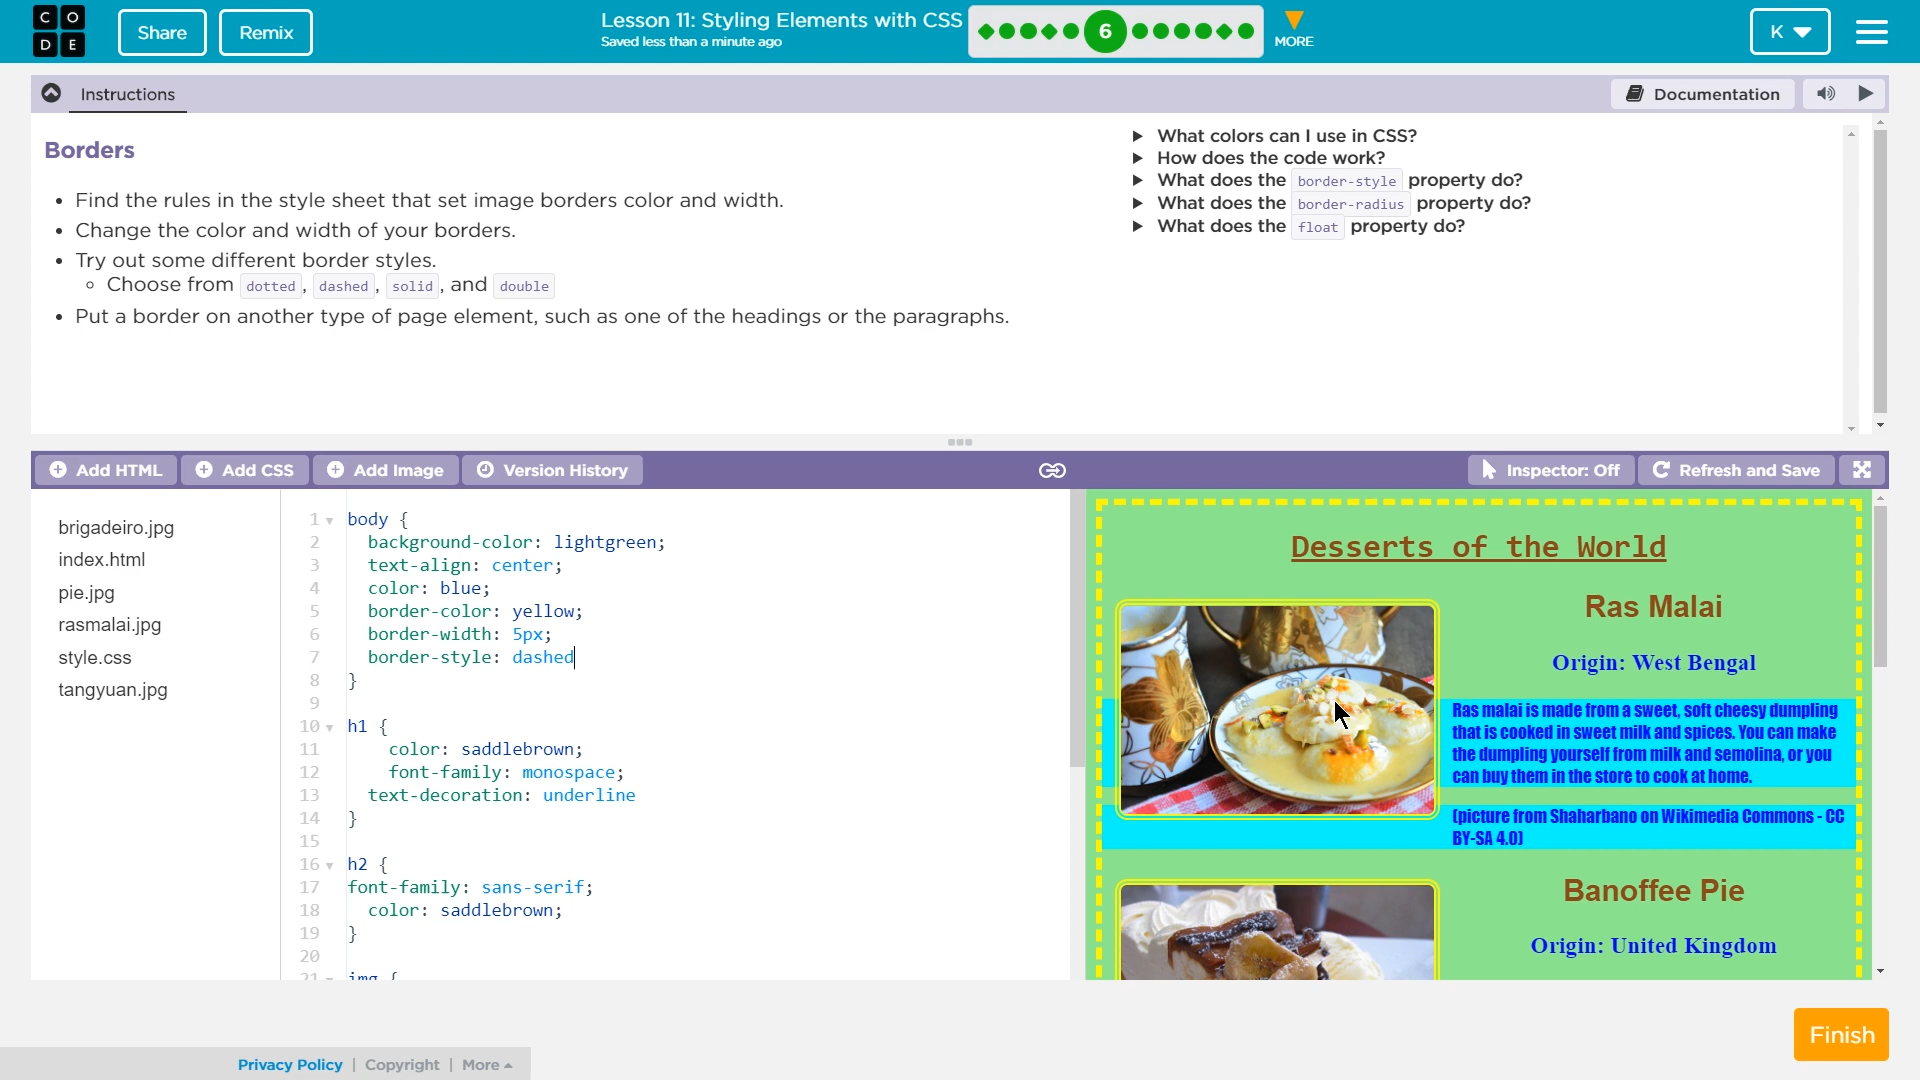 CO
DE
Share
Remix
Lesson 11: Styling Elements with CSS
Saved less than a minute ago
6
MORE
K
Instructions
Documentation
Borders
Find the rules in the style sheet that set image borders color and width.
Change the color and width of your borders.
Try out some different border styles.
Choose from dotted, dashed, solid, and double
Put a border on another type of page element, such as one of the headings or the paragraphs.
What colors can I use in CSS?
How does the code work?
What does the border-style property do?
What does the border-radius property do?
What does the float property do?
Add HTML
Add CSS
Add Image
Version History
Inspector: Off
Refresh and Save
brigadeiro.jpg
index.html
pie.jpg
rasmalai.jpg
style.css
tangyuan.jpg
1 body {
2 background-color: lightgreen;
3 text-align: center;
4 color: blue;
5 border-color: yellow;
6 border-width: 5px;
7 border-style: dashed
8 }
9
10 h1 {
11 color: saddlebrown;
12 font-family: monospace;
13 text-decoration: underline
14 }
15
16 h2 {
17 font-family: sans-serif;
18 color: saddlebrown;
19 }
20
21 img {
Desserts of the World
Ras Malai
Origin: West Bengal
Ras malai is made from a sweet, soft cheesy dumpling
that is cooked in sweet milk and spices. You can make
the dumpling yourself from milk and semolina, or you
can buy them in the store to cook at home.
(picture from Shaharbano on Wikimedia Commons - CC
BY-SA 4.0)
Banoffee Pie
Origin: United Kingdom
Finish
Privacy Policy | Copyright | More